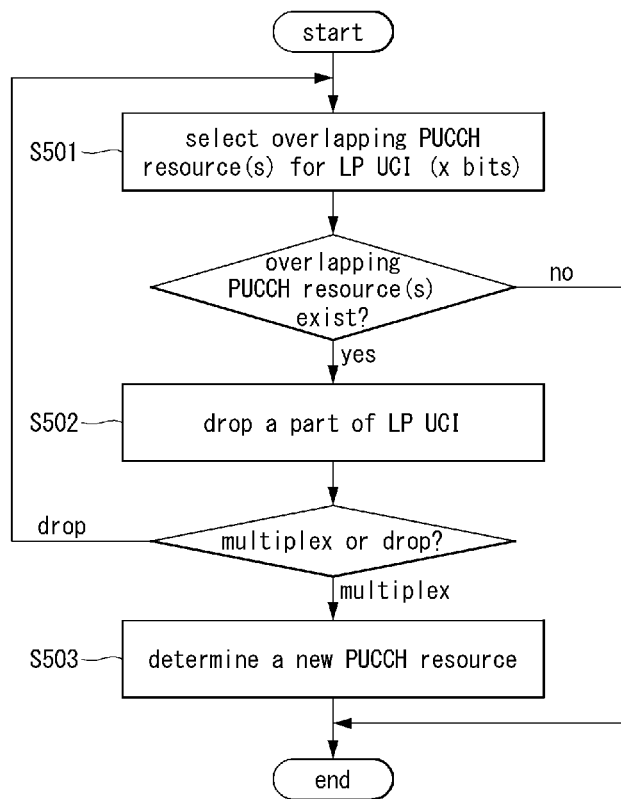 start
S501
select overlapping PUCCH
resource(s) for LP UCI (x bits)
overlapping
PUCCH resource(s)
exist?
no
yes
S502
drop a part of LP UCI
drop
multiplex or drop?
multiplex
S503
determine a new PUCCH resource
end